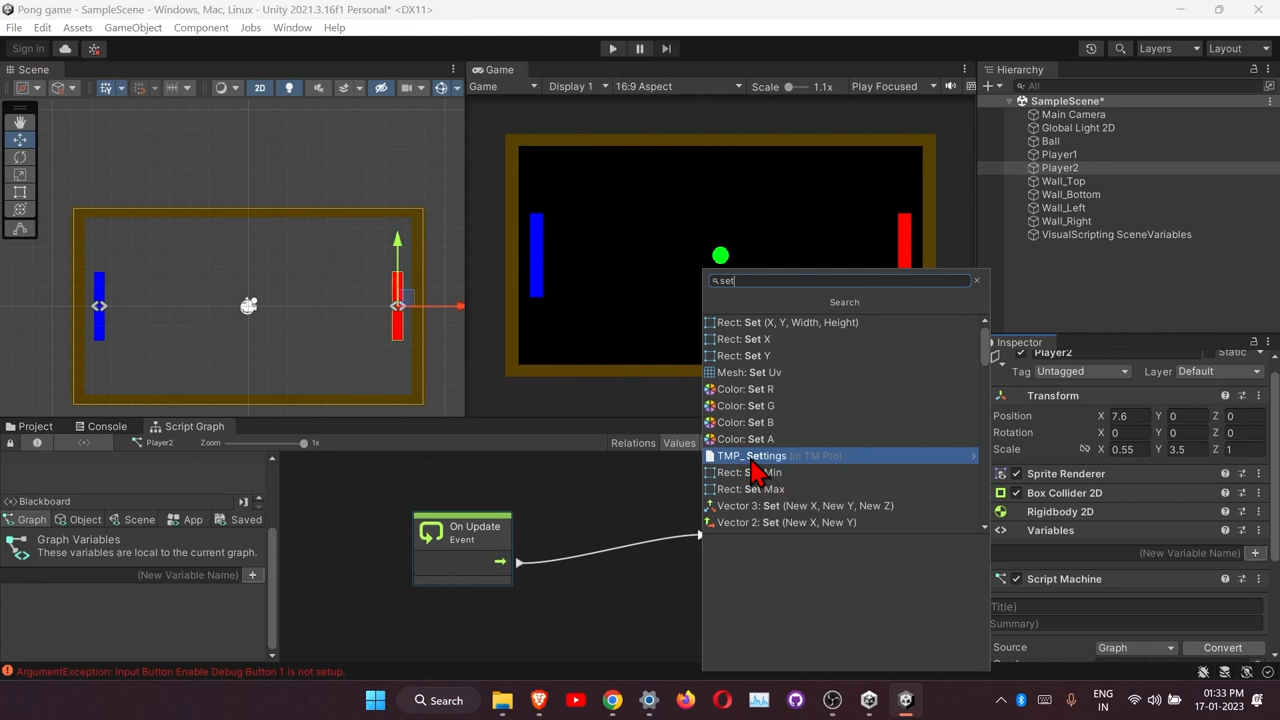 Pong game - SampleScene - Windows, Mac, Linux - Unity 2021.3.16f1 Personal* <DX11>
File Edit Assets GameObject Component Jobs Window Help
Sign in Layers Layout
Scene Game Hierarchy
2D Game Display 1 16:9 Aspect Scale 1.1x Play Focused All
SampleScene*
Main Camera
Global Light 2D
Ball
Player1
Player2
Wall_Top
Wall_Bottom
Wall_Left
Wall_Right
VisualScripting SceneVariables
set
Search
Rect: Set (X, Y, Width, Height)
Rect: Set X
Rect: Set Y
Mesh: Set Uv
Color: Set R
Color: Set G
Color: Set B
Color: Set A
TMP_Settings (in TM Pro)
Rect: Set Min
Rect: Set Max
Vector 3: Set (New X, New Y, New Z)
Vector 2: Set (New X, New Y)
Inspector
Player2 Static
Tag Untagged Layer Default
Transform
Position X 7.6 Y 0 Z 0
Rotation X 0 Y 0 Z 0
Scale X 0.55 Y 3.5 Z 1
Sprite Renderer
Box Collider 2D
Rigidbody 2D
Variables
(New Variable Name)
Script Machine
Title)
Summary)
Source Graph Convert
Project Console Script Graph
Player2 Zoom 1x Relations Values
Blackboard
Graph Object Scene App Saved
Graph Variables
These variables are local to the current graph.
(New Variable Name)
On Update
Event
ArgumentException: Input Button Enable Debug Button 1 is not setup.
Search
ENG
IN
01:33 PM
17-01-2023